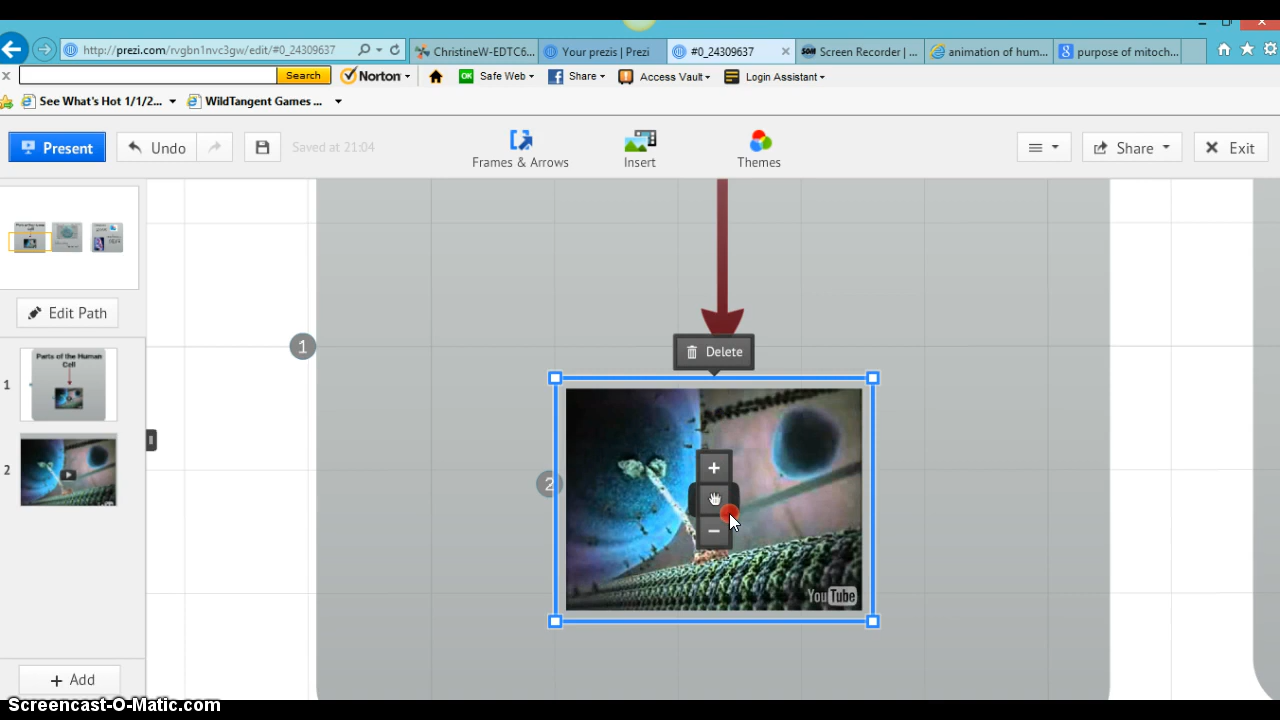 http://prezi.com/rvgbn1nvc3gw/edit/#0_24309637
ChristineW-EDTC6...
Your prezis | Prezi
#0_24309637
Screen Recorder | ...
animation of hum...
purpose of mitoch...
Search
Norton
Safe Web
Share
Access Vault
Login Assistant
See What's Hot 1/1/2...
WildTangent Games ...
Present
Undo
Saved at 21:04
Frames & Arrows
Insert
Themes
Share
Exit
Edit Path
1
Parts of the Human
Cell
2
Add
1
Delete
2
YouTube
Screencast-O-Matic.com